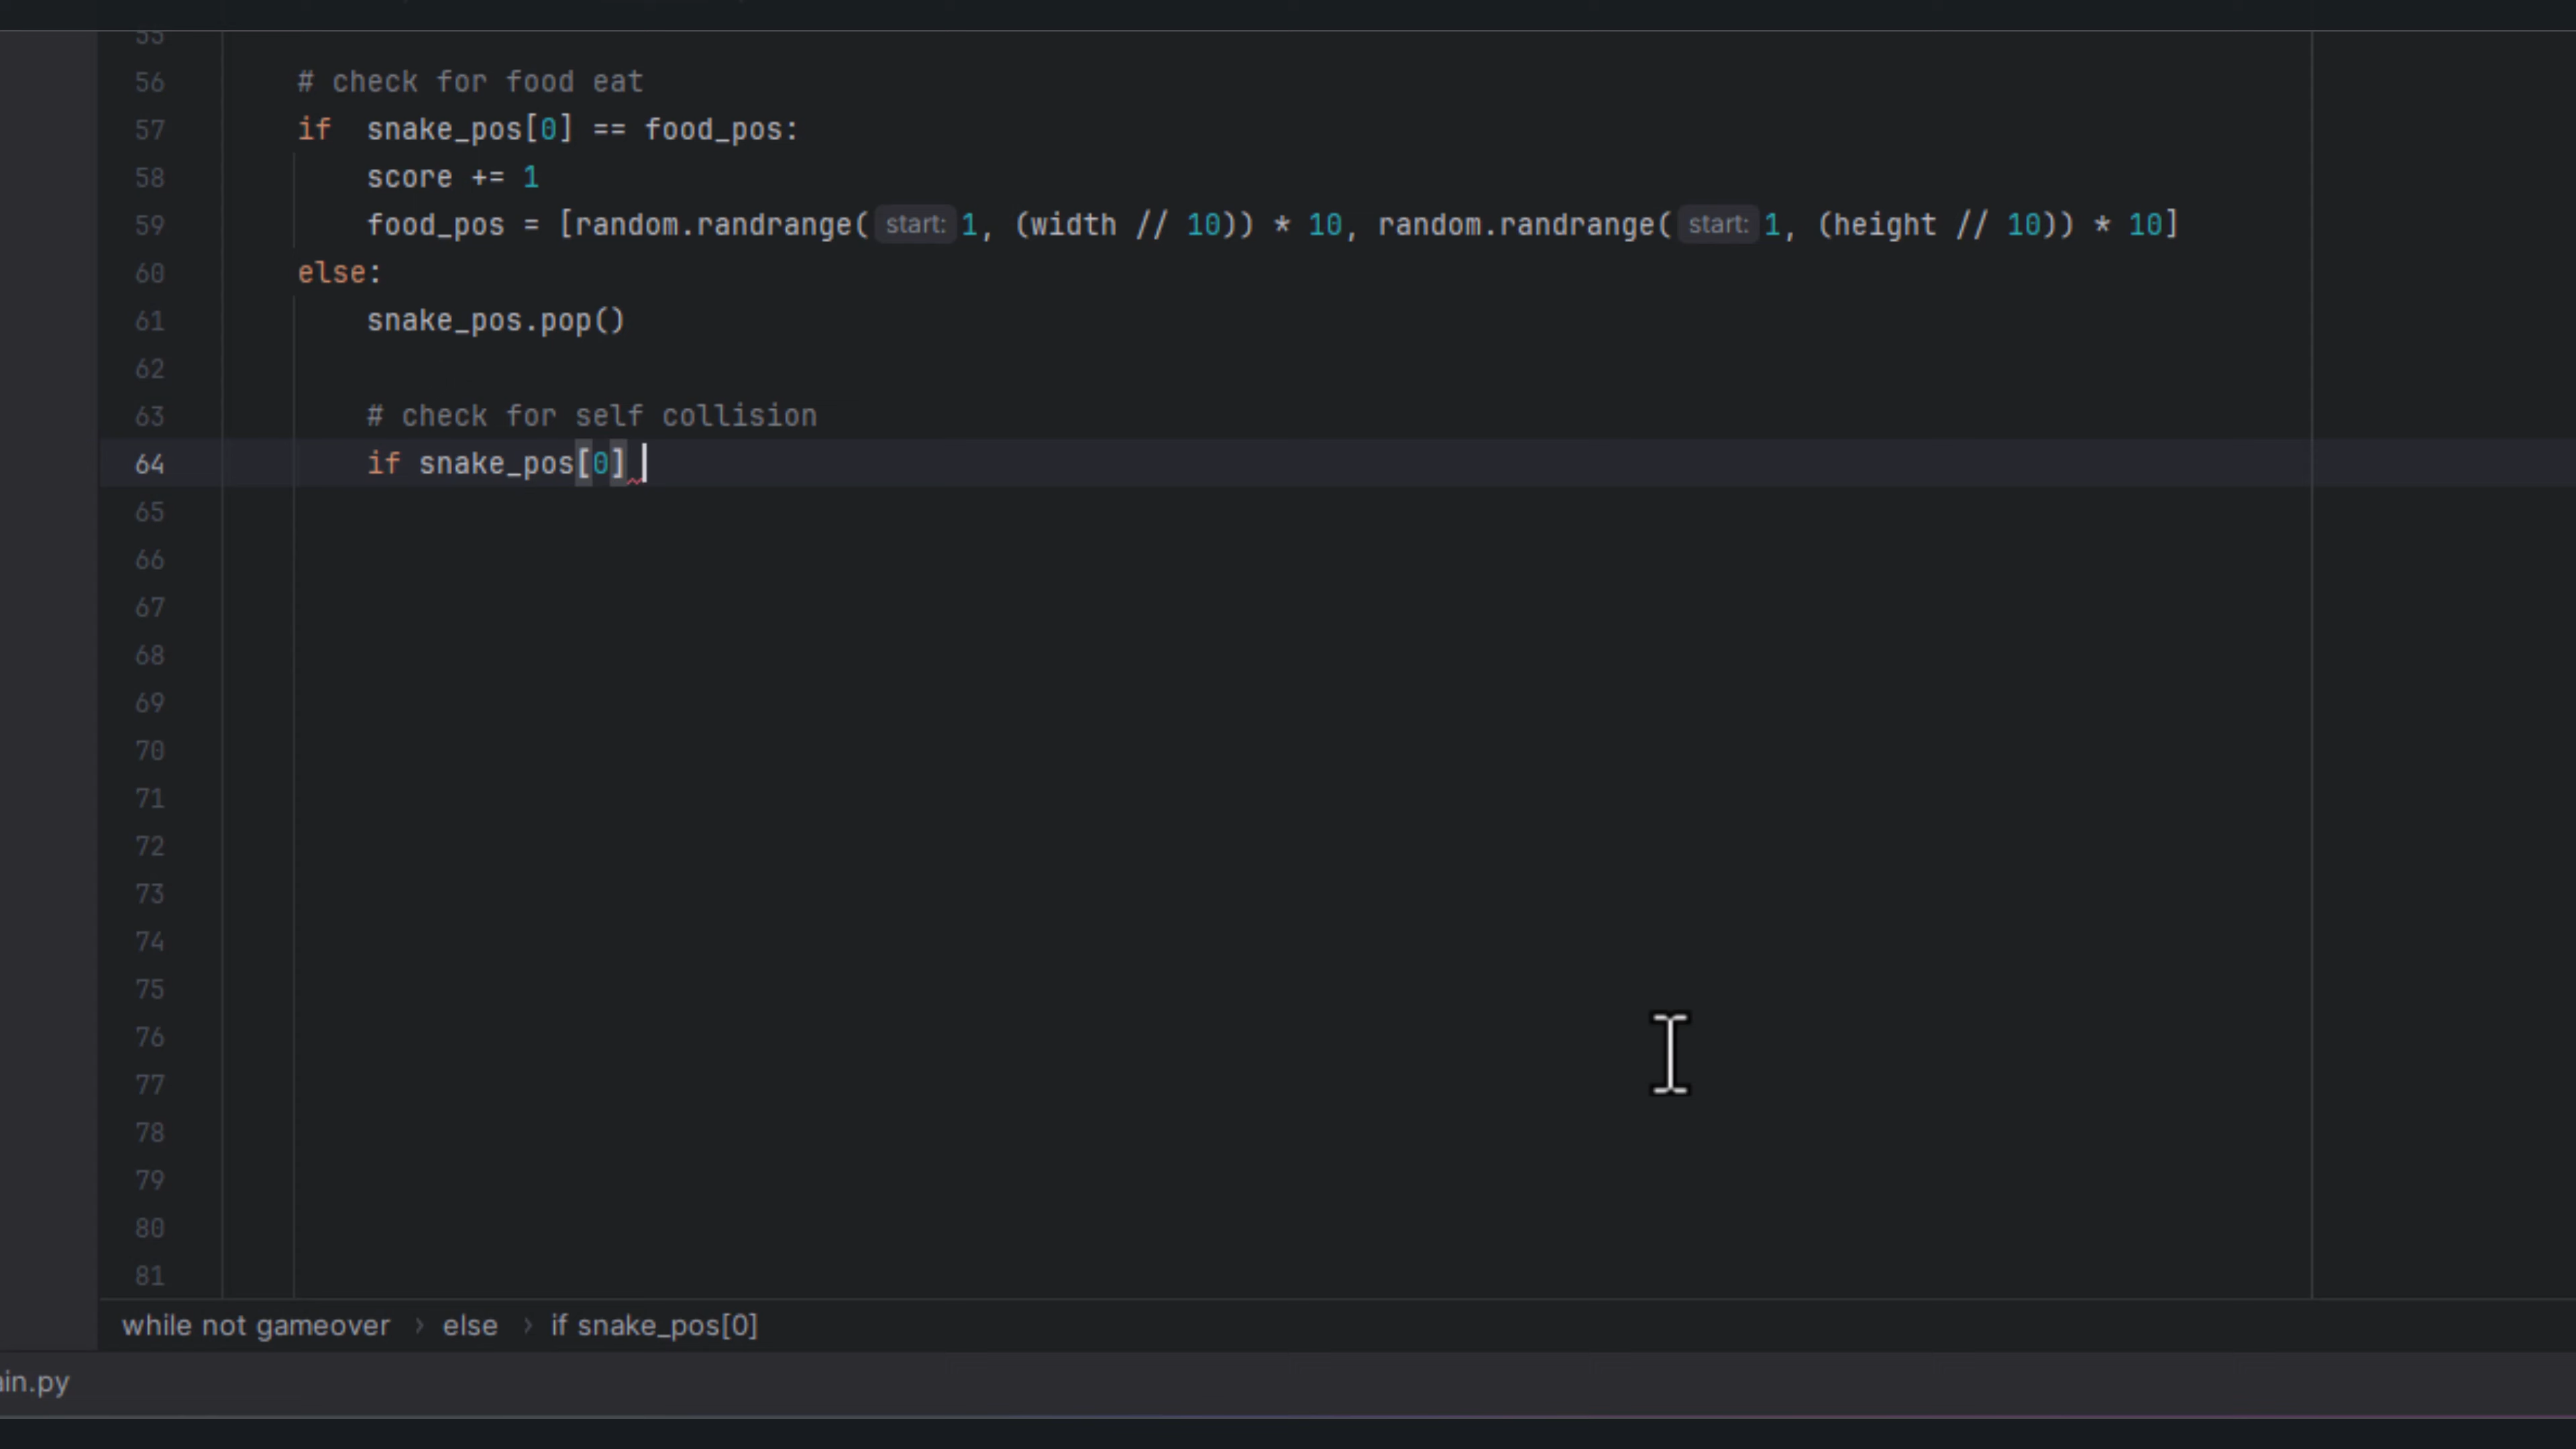 55
56 # check for food eat
57 if  snake_pos[0] == food_pos:
58 score += 1
59 food_pos = [random.randrange( start: 1, (width // 10)) * 10, random.randrange( start: 1, (height // 10)) * 10]
60 else:
61 snake_pos.pop()
62
63 # check for self collision
64 if snake_pos[0]
65
66
67
68
69
70
71
72
73
74
75
76
77
78
79
80
81
while not gameover › else › if snake_pos[0]
in.py